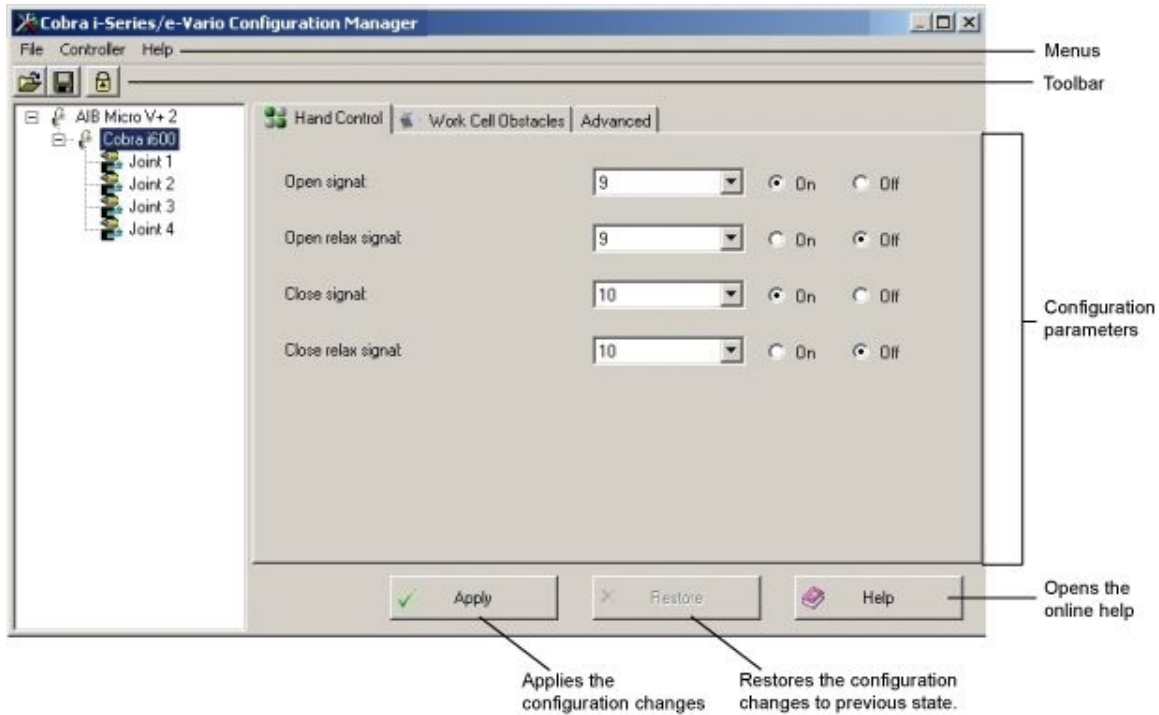 Cobra i-Series/e-Vario Configuration Manager
File Controller Help
Menus
Toolbar
AIB Micro V+ 2
Cobra i600
Joint 1
Joint 2
Joint 3
Joint 4
Hand Control Work Cell Obstacles Advanced
Open signal: 9 On Off
Open relax signal: 9 On Off
Close signal: 10 On Off
Close relax signal: 10 On Off
Configuration
parameters
Apply Restore Help
Opens the
online help
Applies the
configuration changes
Restores the configuration
changes to previous state.